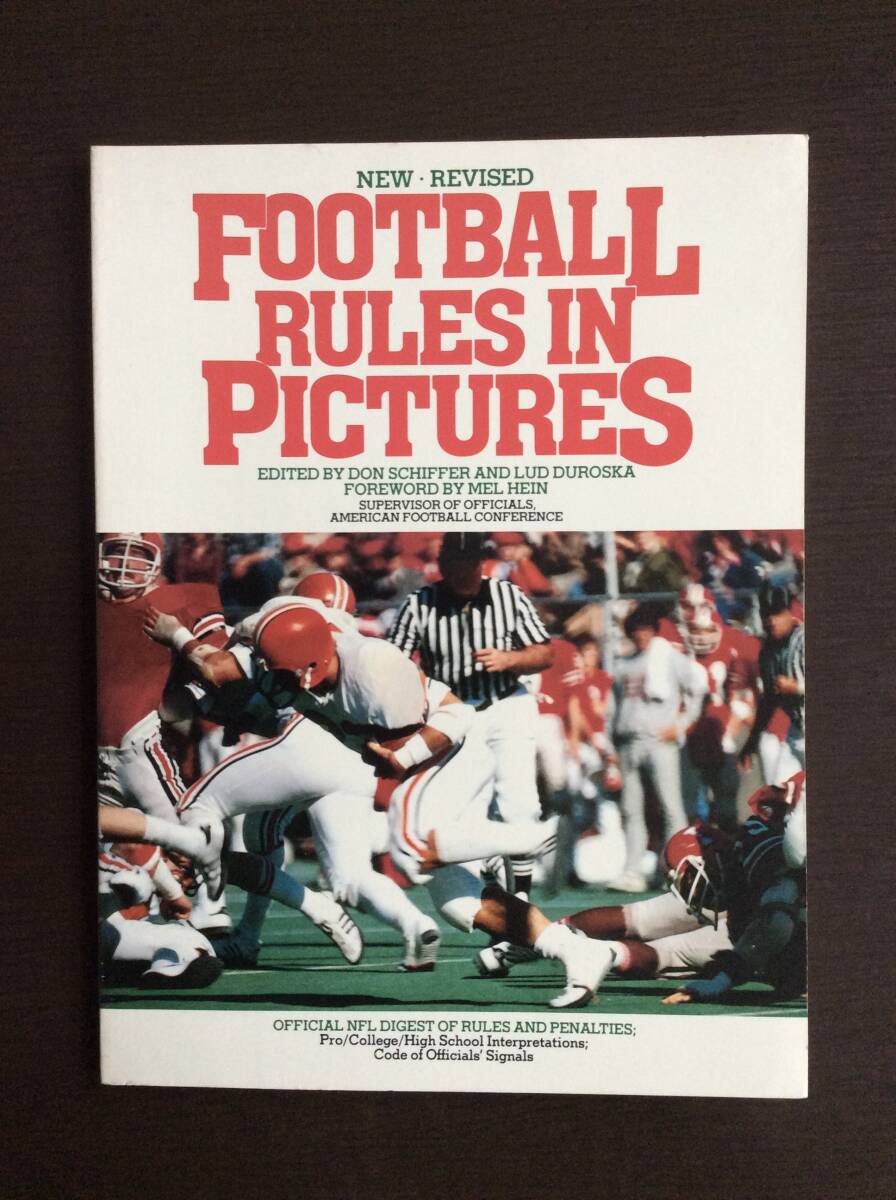 NEW · REVISED
FOOTBALL
RULES IN
PICTURES
EDITED BY DON SCHIFFER AND LUD DUROSKA
FOREWORD BY MEL HEIN
SUPERVISOR OF OFFICIALS,
AMERICAN FOOTBALL CONFERENCE
OFFICIAL NFL DIGEST OF RULES AND PENALTIES;
Pro/College/High School Interpretations;
Code of Officials' Signals